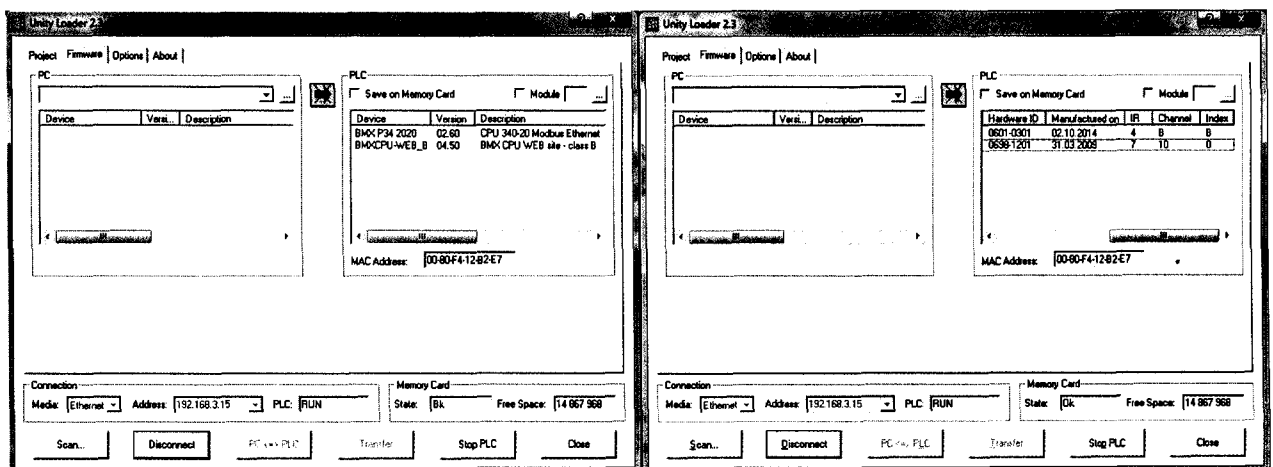 Unity Loader 2.3
Project Firmware Options About
PC
...
Device Versi... Description
PLC
Save on Memory Card Module ...
Device Version Description
BMX P34 2020 02.60 CPU 340-20 Modbus Ethernet
BMXCPU-WEB_B 04.50 BMX CPU WEB site - class B
MAC Address: 00-80-F4-12-B2-E7
Connection
Media: Ethernet Address: 192.168.3.15 PLC: RUN
Memory Card
State: Bk Free Space: 14 867 968
Scan... Disconnect PC <=> PLC Transfer Stop PLC Close
Unity Loader 2.3
Project Firmware Options About
PC
...
Device Versi... Description
PLC
Save on Memory Card Module ...
Hardware ID Manufactured on IR Channel Index
0601-0301 02.10.2014 4 B B
0698-1201 31.03.2009 7 10 0
MAC Address: 00-80-F4-12-B2-E7
Connection
Media: Ethernet Address: 192.168.3.15 PLC: RUN
Memory Card
State: Ok Free Space: 14 867 968
Scan... Disconnect PC <=> PLC Transfer Stop PLC Close